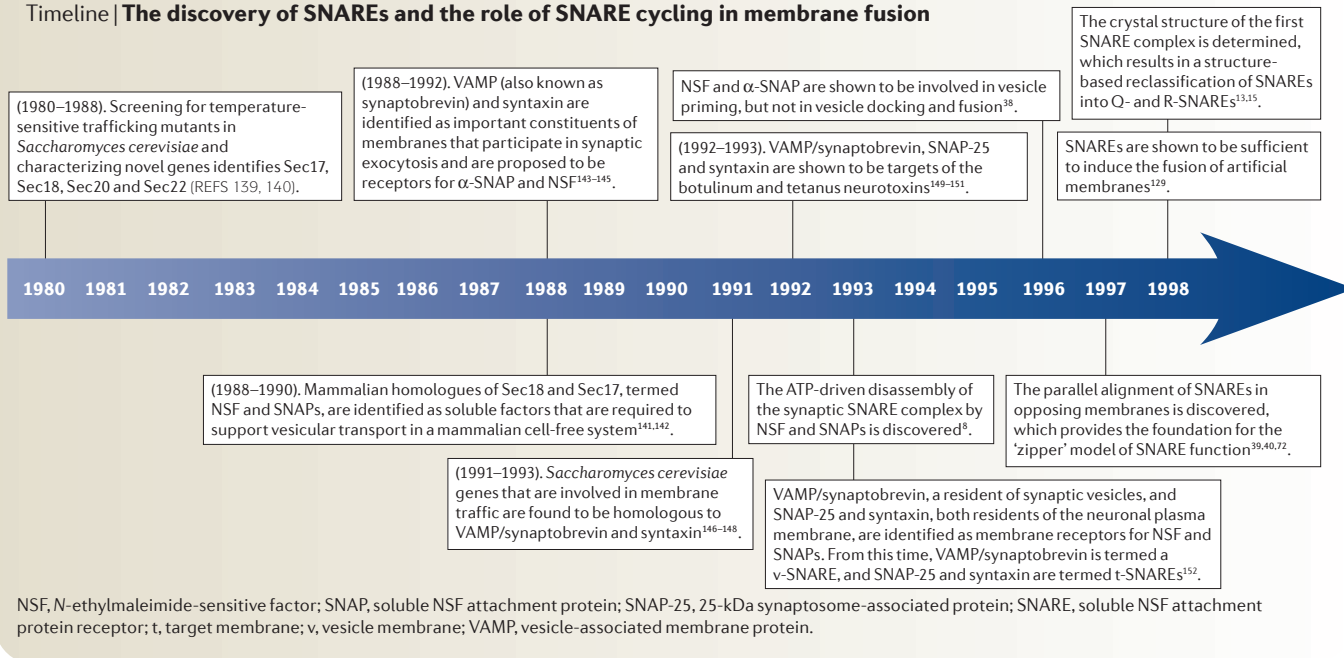 Timeline | The discovery of SNAREs and the role of SNARE cycling in membrane fusion
(1980–1988). Screening for temperature-
sensitive trafficking mutants in
Saccharomyces cerevisiae and
characterizing novel genes identifies Sec17,
Sec18, Sec20 and Sec22 (REFS 139, 140).
(1988–1992). VAMP (also known as
synaptobrevin) and syntaxin are
identified as important constituents of
membranes that participate in synaptic
exocytosis and are proposed to be
receptors for α-SNAP and NSF143–145.
NSF and α-SNAP are shown to be involved in vesicle
priming, but not in vesicle docking and fusion38.
(1992–1993). VAMP/synaptobrevin, SNAP-25
and syntaxin are shown to be targets of the
botulinum and tetanus neurotoxins149–151.
The crystal structure of the first
SNARE complex is determined,
which results in a structure-
based reclassification of SNAREs
into Q- and R-SNAREs13,15.
SNAREs are shown to be sufficient
to induce the fusion of artificial
membranes129.
1980 1981 1982 1983 1984 1985 1986 1987 1988 1989 1990 1991 1992 1993 1994 1995 1996 1997 1998
(1988–1990). Mammalian homologues of Sec18 and Sec17, termed
NSF and SNAPs, are identified as soluble factors that are required to
support vesicular transport in a mammalian cell-free system141,142.
(1991–1993). Saccharomyces cerevisiae
genes that are involved in membrane
traffic are found to be homologous to
VAMP/synaptobrevin and syntaxin146–148.
The ATP-driven disassembly of
the synaptic SNARE complex by
NSF and SNAPs is discovered8.
VAMP/synaptobrevin, a resident of synaptic vesicles, and
SNAP-25 and syntaxin, both residents of the neuronal plasma
membrane, are identified as membrane receptors for NSF and
SNAPs. From this time, VAMP/synaptobrevin is termed a
v-SNARE, and SNAP-25 and syntaxin are termed t-SNAREs152.
The parallel alignment of SNAREs in
opposing membranes is discovered,
which provides the foundation for the
‘zipper’ model of SNARE function39,40,72.
NSF, N-ethylmaleimide-sensitive factor; SNAP, soluble NSF attachment protein; SNAP-25, 25-kDa synaptosome-associated protein; SNARE, soluble NSF attachment
protein receptor; t, target membrane; v, vesicle membrane; VAMP, vesicle-associated membrane protein.